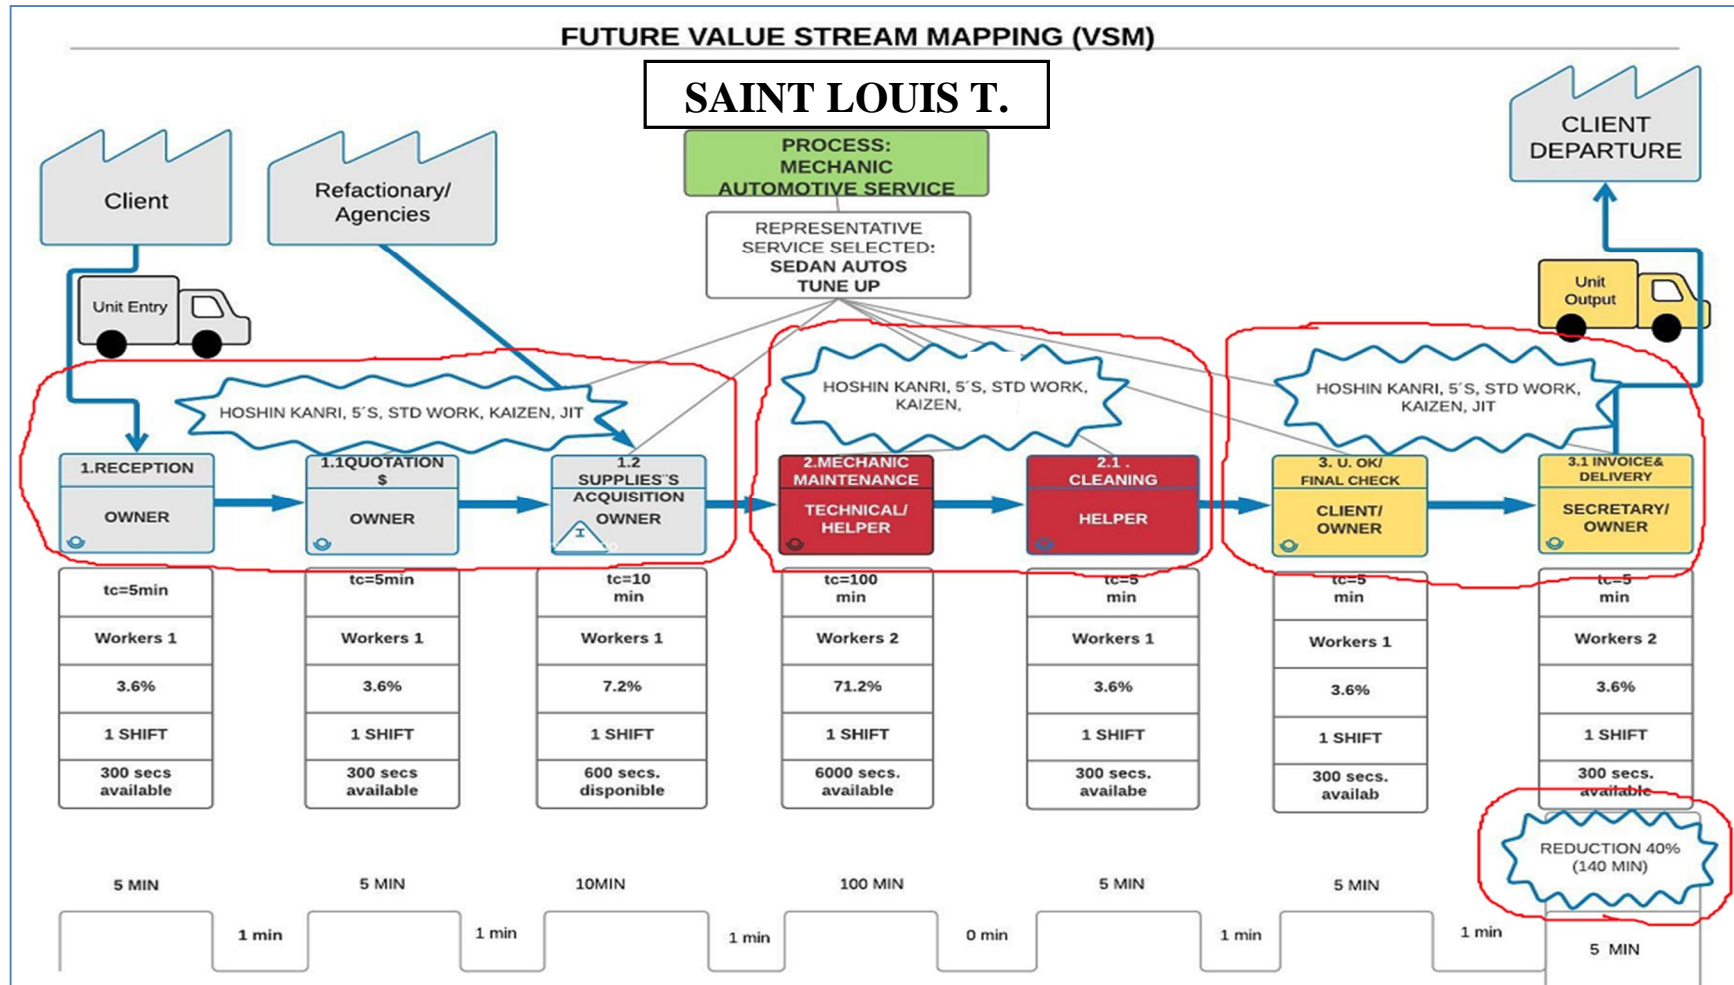 FUTURE VALUE STREAM MAPPING (VSM)
SAINT LOUIS T.
PROCESS:
MECHANIC
AUTOMOTIVE SERVICE
REPRESENTATIVE
SERVICE SELECTED:
SEDAN AUTOS
TUNE UP
Client
Refactionary/
Agencies
CLIENT
DEPARTURE
Unit Entry
Unit
Output
HOSHIN KANRI, 5´S, STD WORK, KAIZEN, JIT
HOSHIN KANRI, 5´S, STD WORK,
KAIZEN,
HOSHIN KANRI, 5´S, STD WORK,
KAIZEN, JIT
1.RECEPTION
OWNER
1.1QUOTATION
$
OWNER
1.2
SUPPLIES¨S
ACQUISITION
OWNER
I
2.MECHANIC
MAINTENANCE
TECHNICAL/
HELPER
2.1 .
CLEANING
HELPER
3. U. OK/
FINAL CHECK
CLIENT/
OWNER
3.1 INVOICE&
DELIVERY
SECRETARY/
OWNER
tc=5min
Workers 1
3.6%
1 SHIFT
300 secs
available
tc=5min
Workers 1
3.6%
1 SHIFT
300 secs
available
tc=10
min
Workers 1
7.2%
1 SHIFT
600 secs.
disponible
tc=100
min
Workers 2
71.2%
1 SHIFT
6000 secs.
available
tc=5
min
Workers 1
3.6%
1 SHIFT
300 secs.
availabe
tc=5
min
Workers 1
3.6%
1 SHIFT
300 secs.
availab
tc=5
min
Workers 2
3.6%
1 SHIFT
300 secs.
available
REDUCTION 40%
(140 MIN)
5 MIN
1 min
5 MIN
1 min
10MIN
1 min
100 MIN
0 min
5 MIN
1 min
5 MIN
1 min
5 MIN